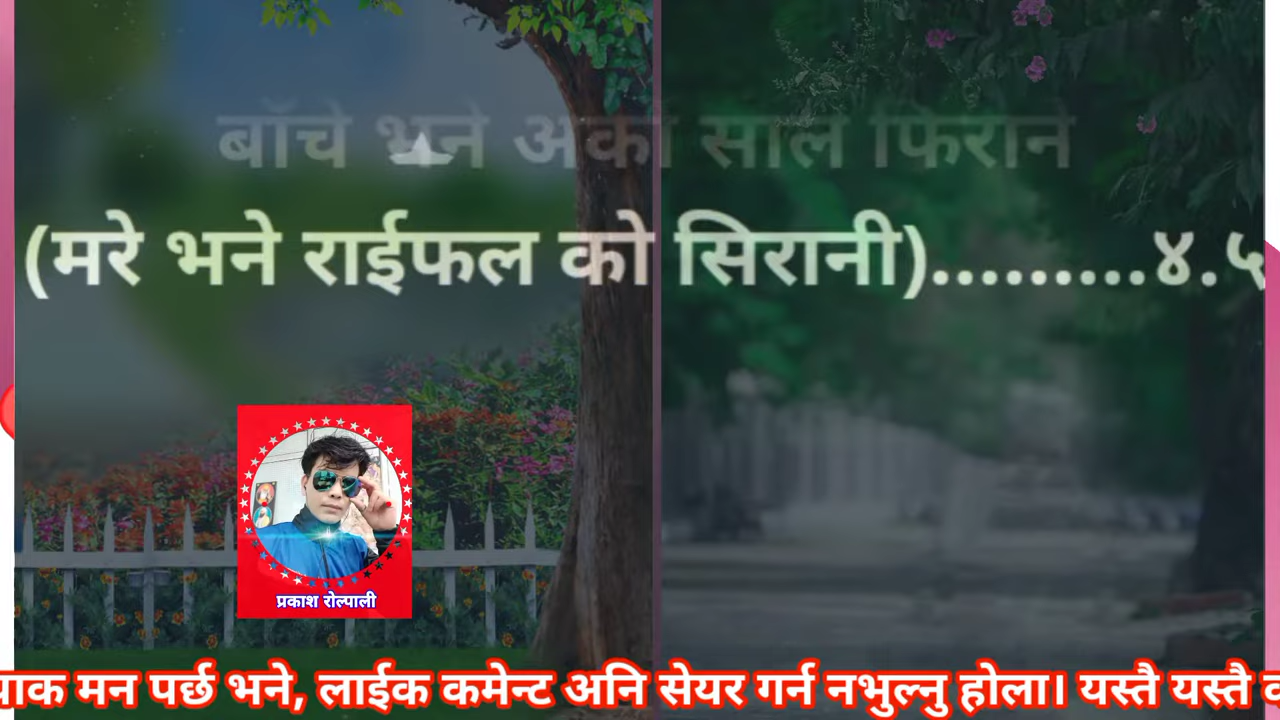 बाँचे भने अर्को साल फिराने
(मरे भने राईफल को सिरानी).........४.५
प्रकाश रोल्पाली
मन पर्छ भने, लाईक कमेन्ट अनि सेयर गर्न नभुल्नु होला। यस्तै यस्तै